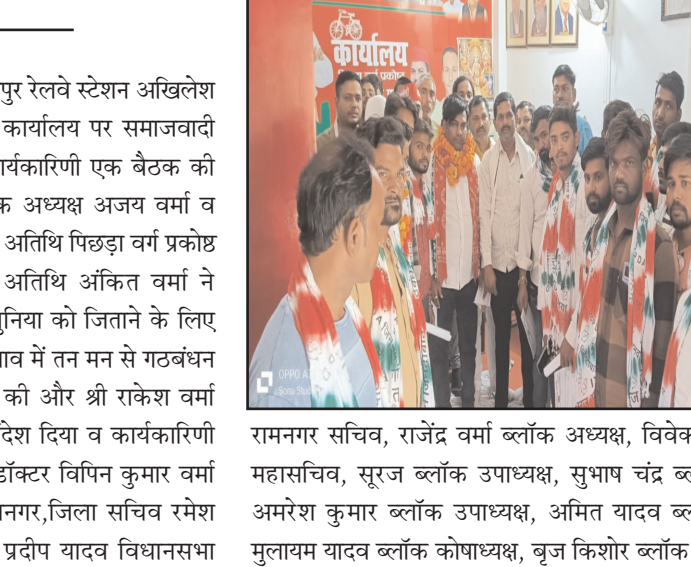 पुर रेलवे स्टेशन अखिलेश
कार्यालय पर समाजवादी
कार्यकारिणी एक बैठक की
अध्यक्ष अजय वर्मा व
अतिथि पिछड़ा वर्ग प्रकोष्ठ
अतिथि अंकित वर्मा ने
को जिताने के लिए
में तन मन से गठबंधन
की और श्री राकेश वर्मा
दिया व कार्यकारिणी
डॉक्टर विपिन कुमार वर्मा
नगर,जिला सचिव रमेश
प्रदीप यादव विधानसभा
कार्यालय
OPPO A
रामनगर सचिव, राजेंद्र वर्मा ब्लॉक अध्यक्ष,
महासचिव, सूरज ब्लॉक उपाध्यक्ष, सुभाष चंद्र
अमरेश कुमार ब्लॉक उपाध्यक्ष, अमित यादव
मुलायम यादव ब्लॉक कोषाध्यक्ष, बृज किशोर ब्लॉक